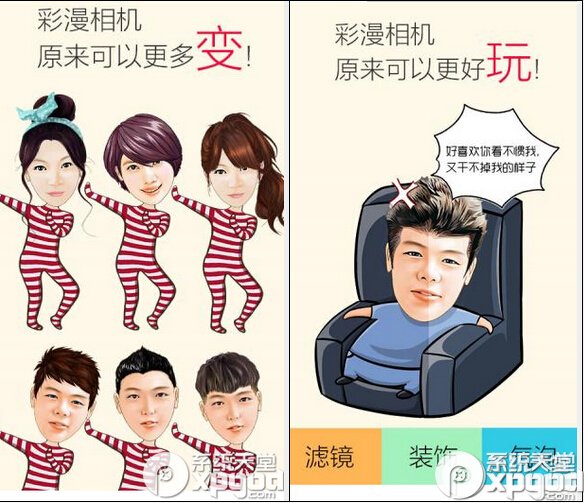 彩漫相机
原来可以更多变!
彩漫相机
原来可以更好玩!
好喜欢你看不惯我,
又干不掉我的样子
滤镜
装饰
气泡
系统天堂
系统天堂